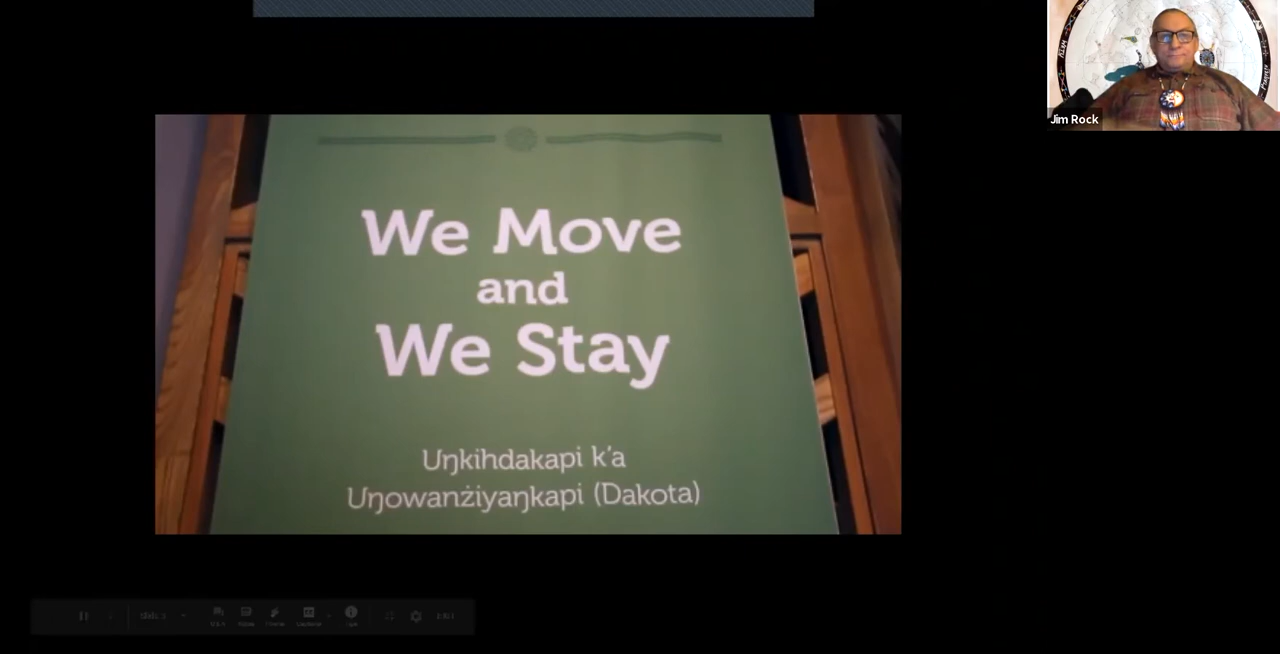 We Move
and
We Stay
Uŋkihdakapi k'a
Uŋowanżiyaŋkapi (Dakota)
Jim Rock